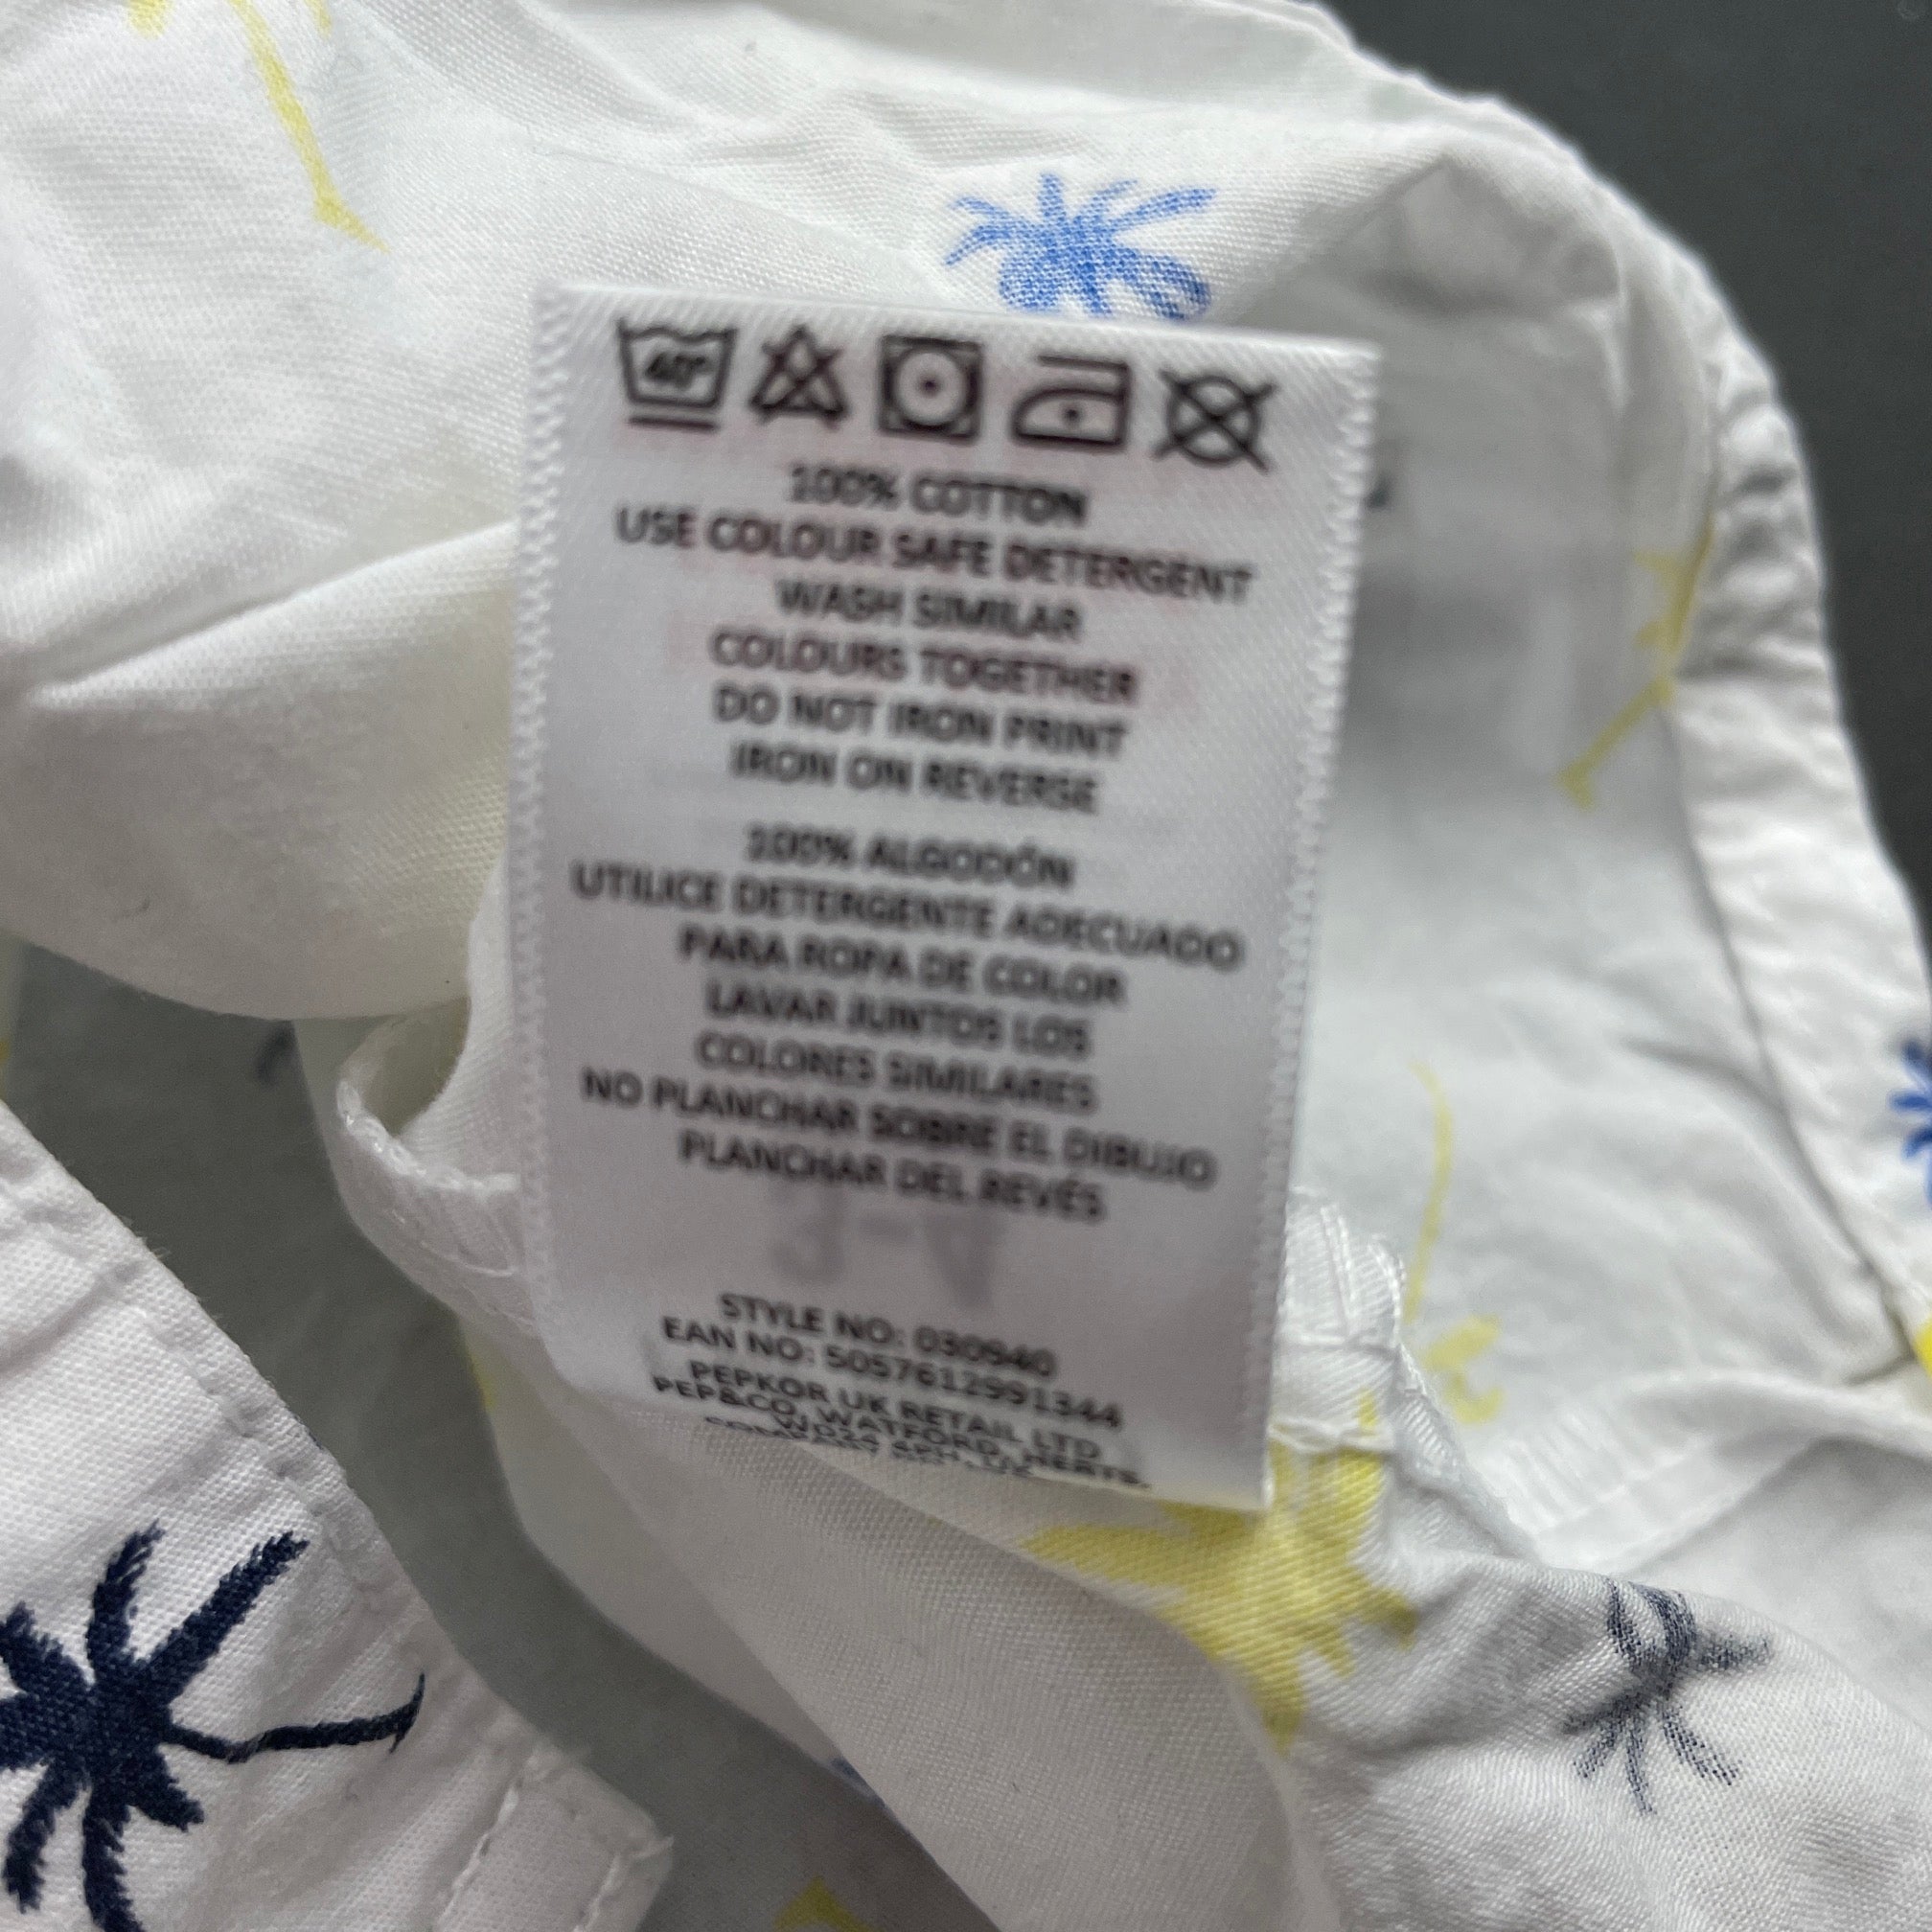 40°
100% COTTON
USE COLOUR SAFE DETERGENT
WASH SIMILAR
COLOURS TOGETHER
DO NOT IRON PRINT
IRON ON REVERSE
100% ALGODÓN
UTILICE DETERGENTE ADECUADO
PARA ROPA DE COLOR
LAVAR JUNTOS LOS
COLORES SIMILARES
NO PLANCHAR SOBRE EL DIBUJO
PLANCHAR DEL REVÉS
STYLE NO: 030940
EAN NO: 5057612991344
PEPKOR UK RETAIL LTD
PEP&CO, WATFORD, HERTS,
WD24